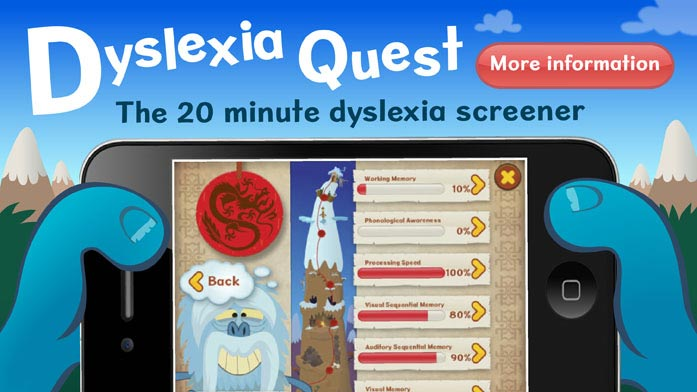 Dyslexia Quest
More information
The 20 minute dyslexia screener
Working Memory
10%
Phonological Awareness
0%
Processing Speed
100%
Back
Visual Sequential Memory
80%
Auditory Sequential Memory
90%
Visual Memory